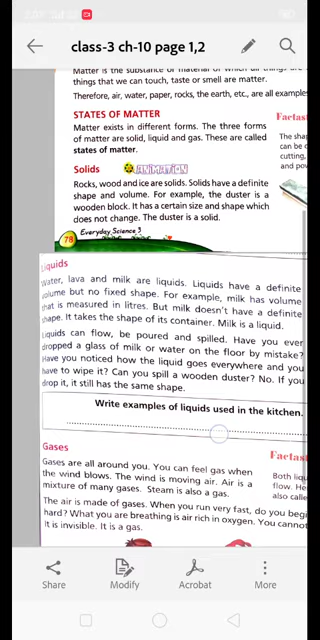 class-3 ch-10 page 1,2
Matter is the substance or material of which all things are
things that we can touch, taste or smell are matter.
Therefore, air, water, paper, rocks, the earth, etc., are all examples
STATES OF MATTER
Matter exists in different forms. The three forms
of matter are solid, liquid and gas. These are called
states of matter.
Factas
The sha
can be c
cutting,
and pov
Solids
ANIMATION
Rocks, wood and ice are solids. Solids have a definite
shape and volume. For example, the duster is a
wooden block. It has a certain size and shape which
does not change. The duster is a solid.
Everyday Science 3
78
Liquids
Water, lava and milk are liquids. Liquids have a definite
volume but no fixed shape. For example, milk has volume
that is measured in litres. But milk doesn't have a definite
shape. It takes the shape of its container. Milk is a liquid.
Liquids can flow, be poured and spilled. Have you ever
dropped a glass of milk or water on the floor by mistake?
Have you noticed how the liquid goes everywhere and you
have to wipe it? Can you spill a wooden duster? No. If you
drop it, it still has the same shape.
Write examples of liquids used in the kitchen.
Gases
Gases are all around you. You can feel gas when
the wind blows. The wind is moving air. Air is a
mixture of many gases. Steam is also a gas.
Factas
Both liqu
flow. He
also calle
The air is made of gases. When you run very fast, do you begi
hard? What you are breathing is air rich in oxygen. You cannot
It is invisible. It is a gas.
Share
Modify
Acrobat
More